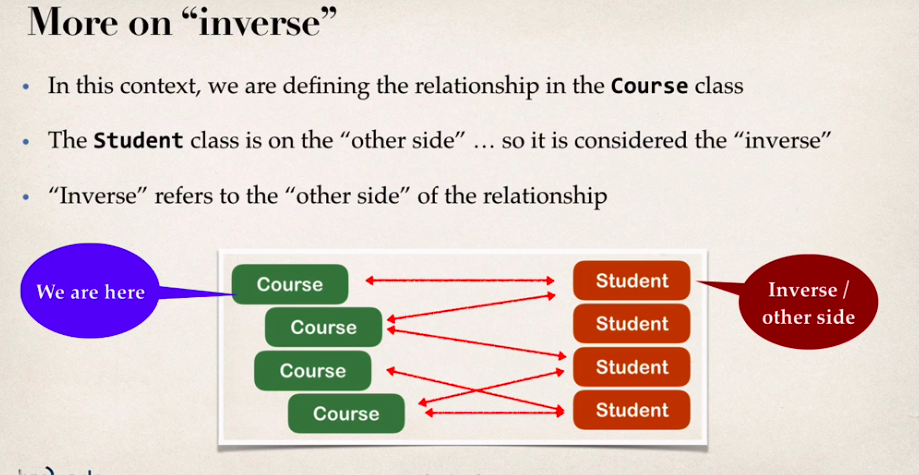 More on “inverse”
• In this context, we are defining the relationship in the Course class
• The Student class is on the “other side” … so it is considered the “inverse”
• “Inverse” refers to the “other side” of the relationship
We are here
Course
Course
Course
Course
Student
Student
Student
Student
Inverse /
other side